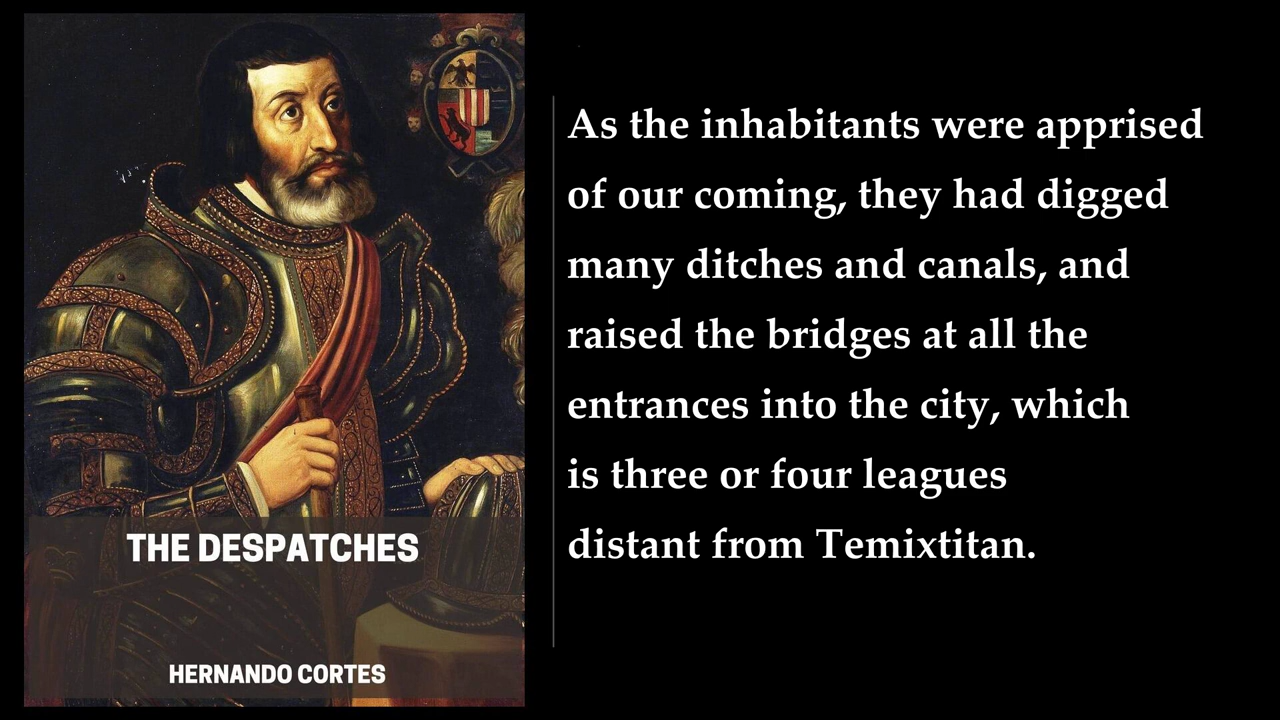 THE DESPATCHES
HERNANDO CORTES
As the inhabitants were apprised
of our coming, they had digged
many ditches and canals, and
raised the bridges at all the
entrances into the city, which
is three or four leagues
distant from Temixtitan.